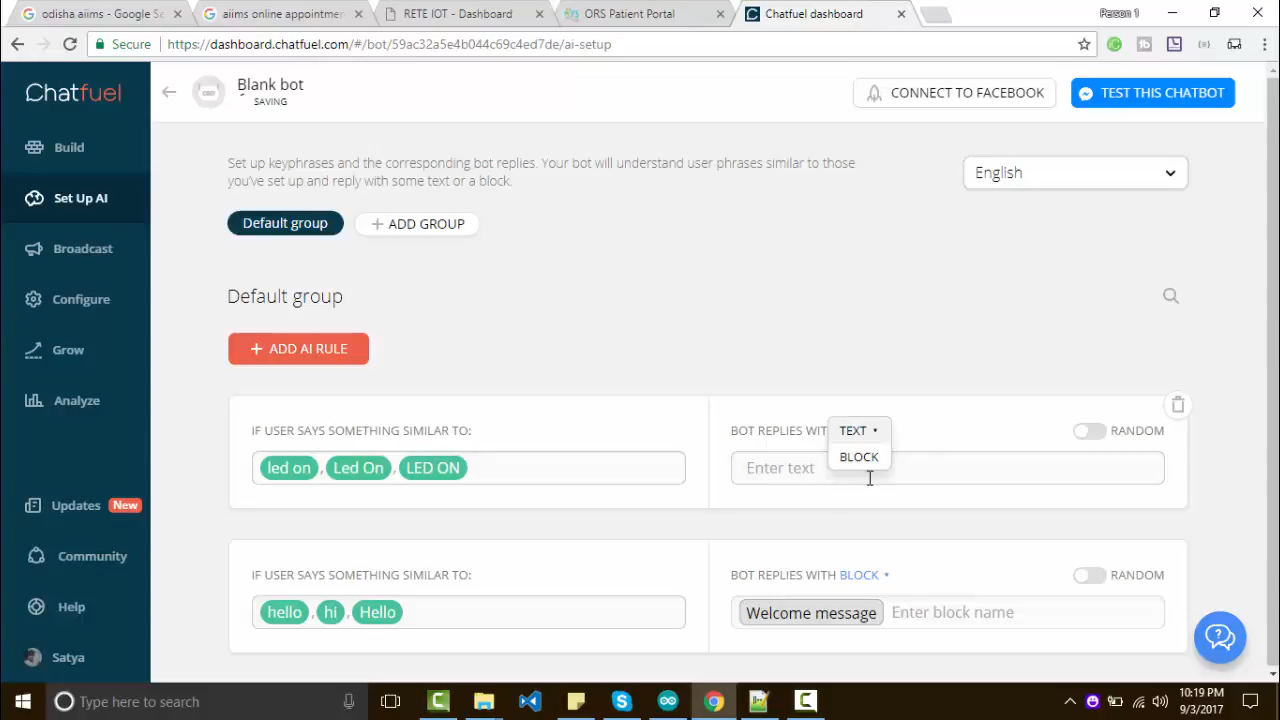 odisha aiims - Google Se
aiims online appointmen
RETE IOT - Dashboard
ORS Patient Portal
Chatfuel dashboard
Person 1
Secure
https://dashboard.chatfuel.com/#/bot/59ac32a5e4b044c69c4ed7de/ai-setup
Chatfuel
Blank bot
SAVING
CONNECT TO FACEBOOK
TEST THIS CHATBOT
Build
Set Up AI
Broadcast
Configure
Grow
Analyze
Updates New
Community
Help
Satya
Set up keyphrases and the corresponding bot replies. Your bot will understand user phrases similar to those
you've set up and reply with some text or a block.
English
Default group
+ ADD GROUP
Default group
+ ADD AI RULE
IF USER SAYS SOMETHING SIMILAR TO:
led on , Led On , LED ON
BOT REPLIES WIT TEXT
BLOCK
RANDOM
Enter text
IF USER SAYS SOMETHING SIMILAR TO:
hello , hi , Hello
BOT REPLIES WITH BLOCK
RANDOM
Welcome message Enter block name
Type here to search
10:19 PM
9/3/2017